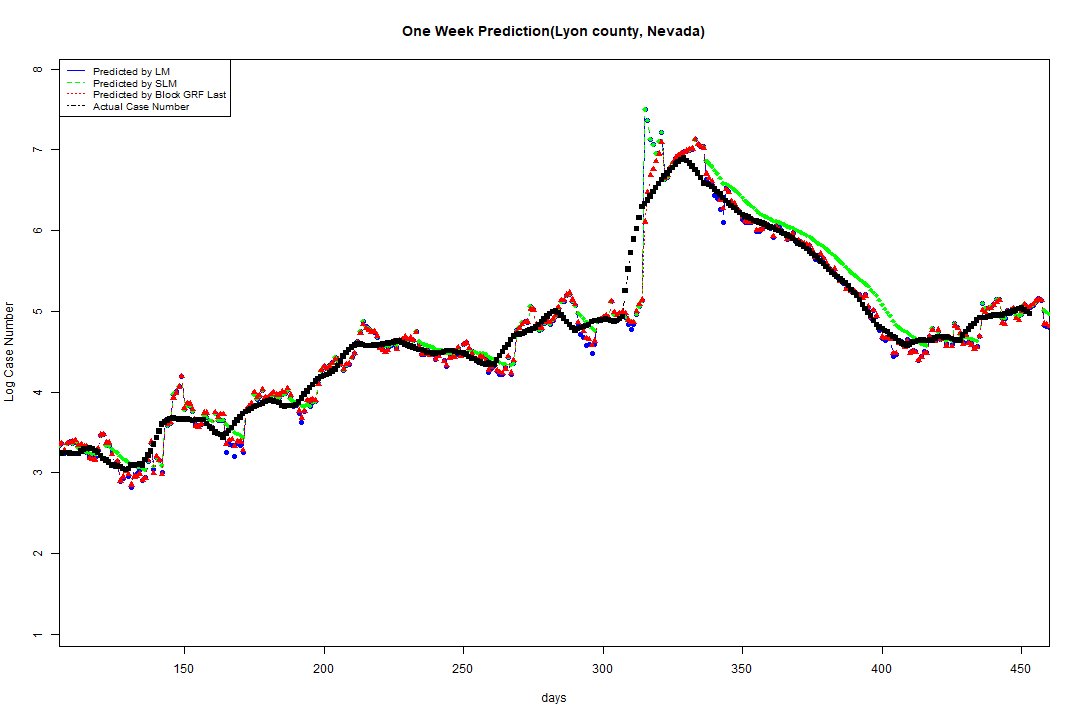 One Week Prediction(Lyon county, Nevada)
Predicted by LM
Predicted by SLM
Predicted by Block GRF Last
Actual Case Number
8
7
6
5
4
3
2
1
Log Case Number
150 200 250 300 350 400 450
days